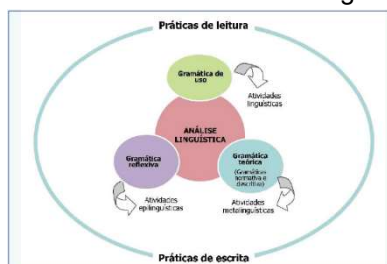 Práticas de leitura
Gramática de
uso
Atividades
linguísticas
ANÁLISE
LINGUÍSTICA
Gramática
reflexiva
Gramática
teórica
(Gramáticas
normativa e
descritiva)
Atividades
epilinguísticas
Atividades
metalinguísticas
Práticas de escrita